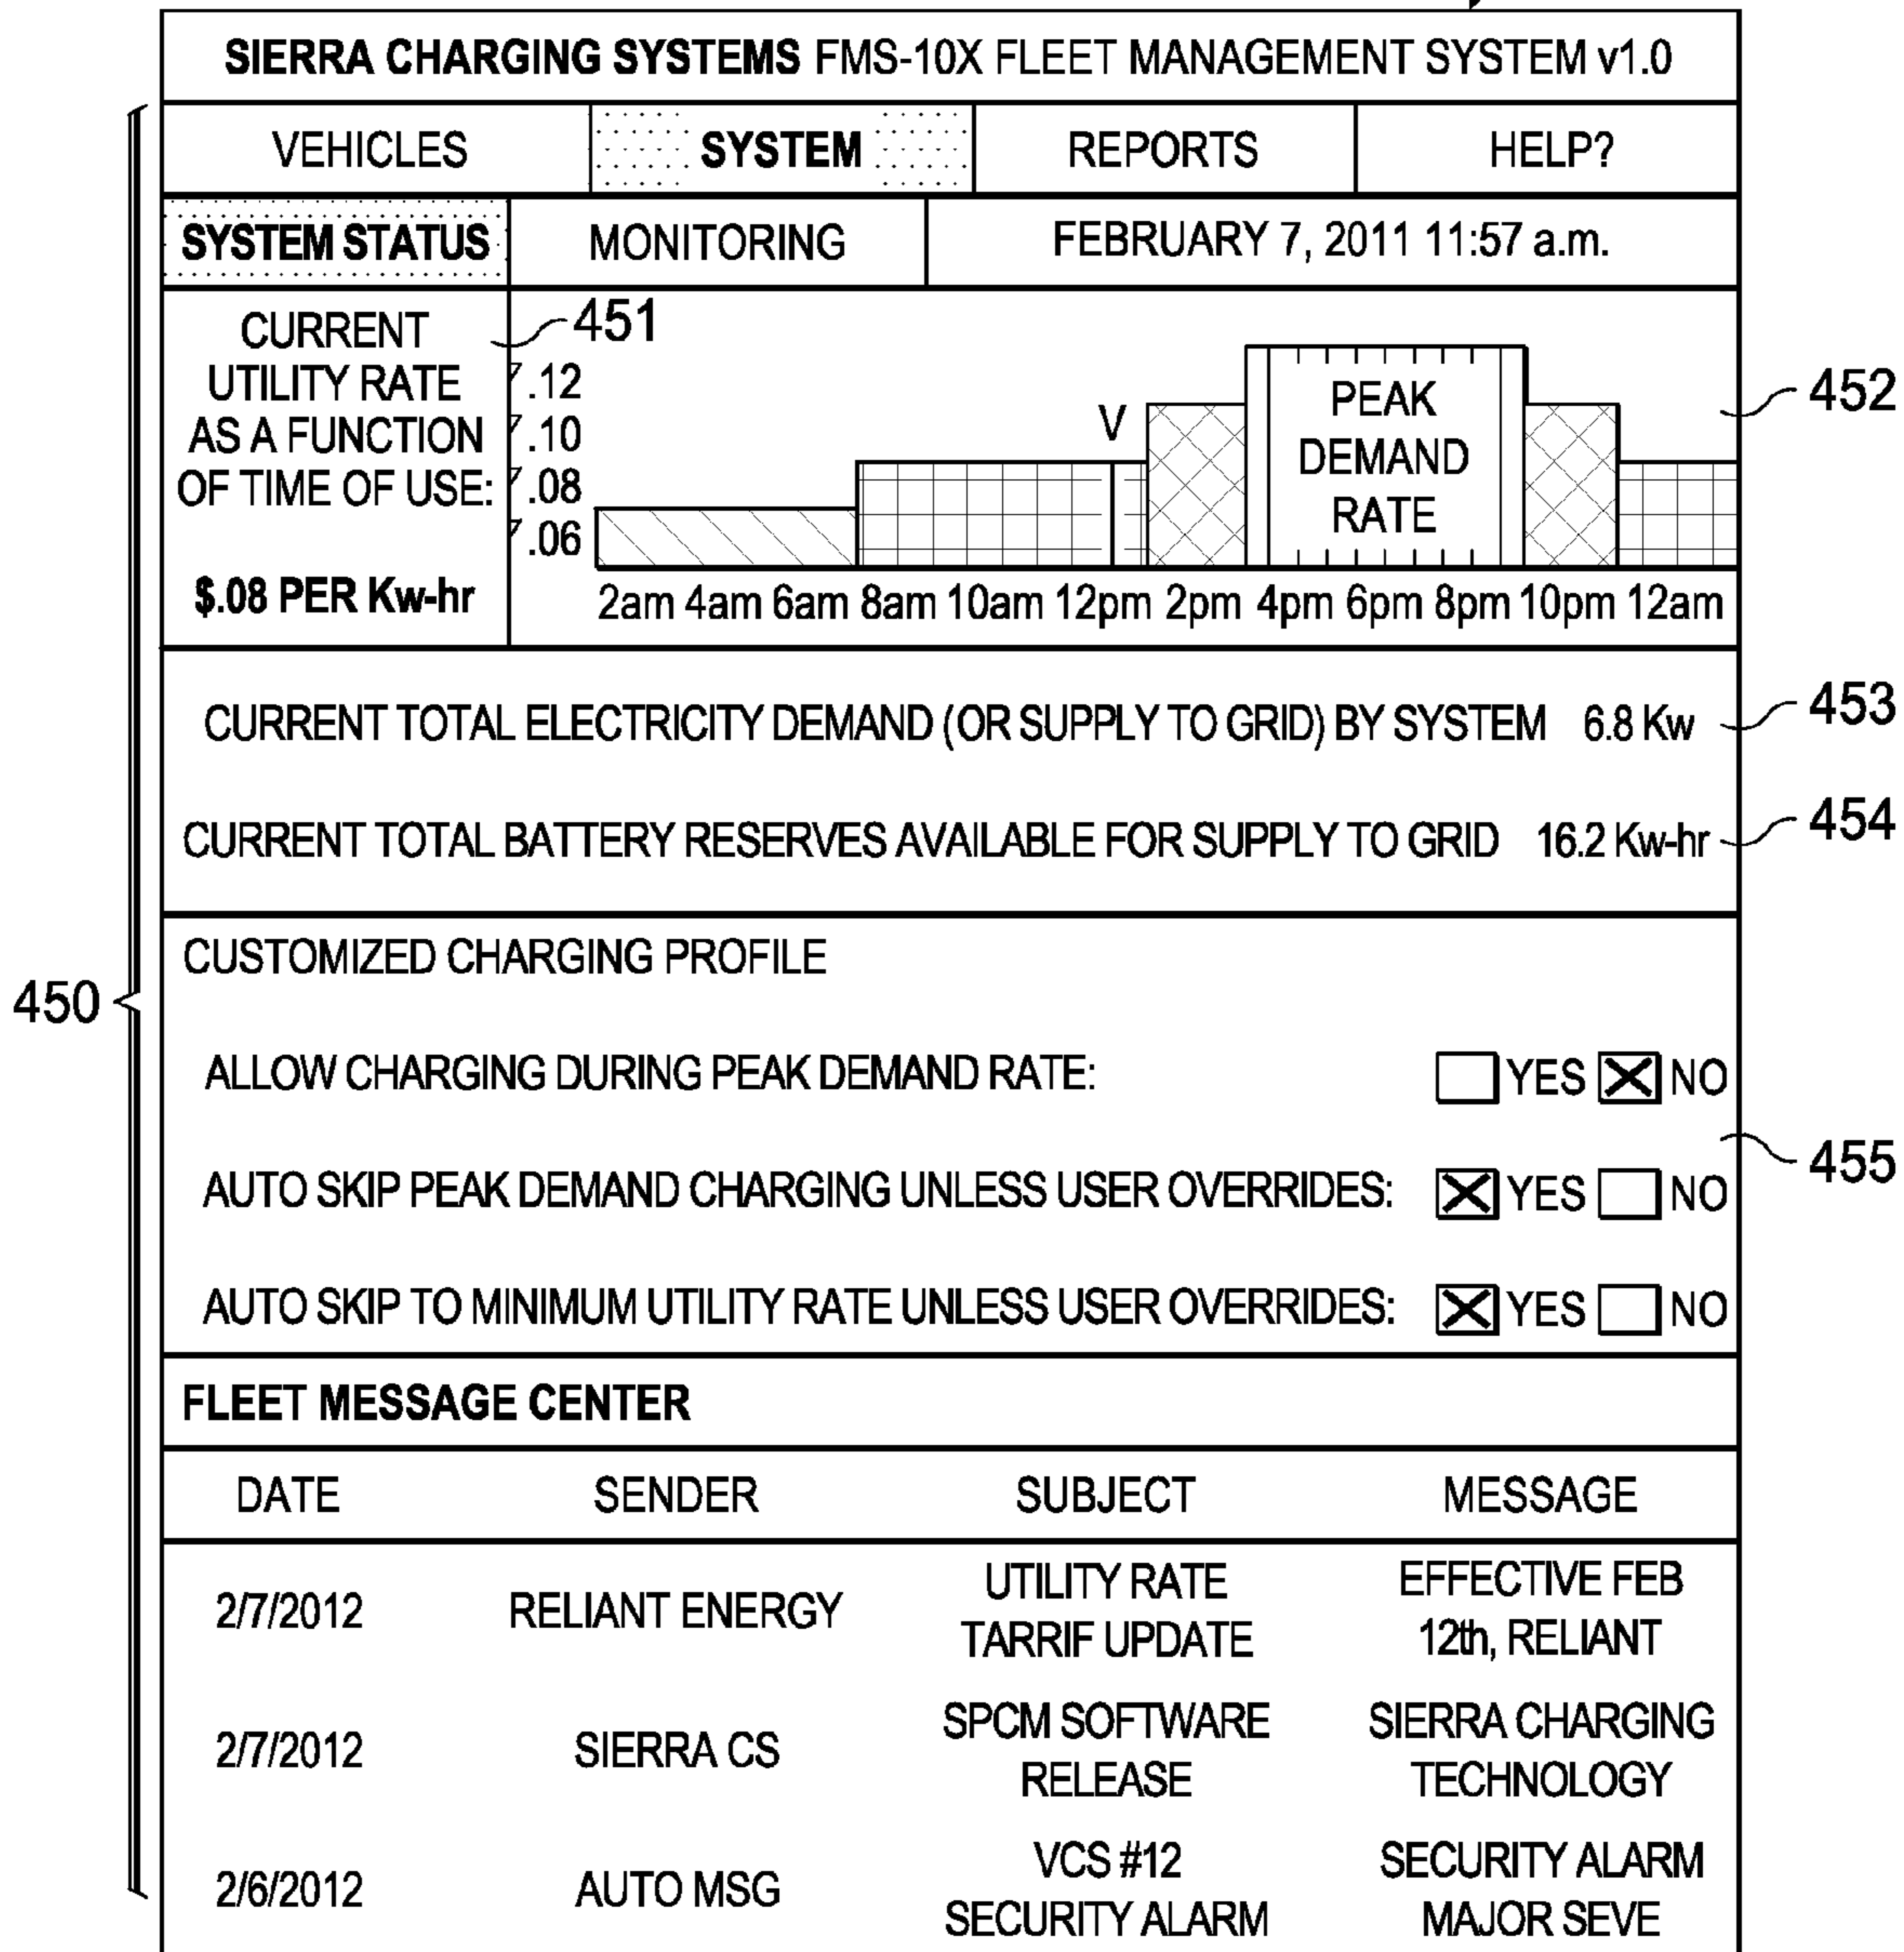 SIERRA CHARGING SYSTEMS FMS-10X FLEET MANAGEMENT SYSTEM v1.0
VEHICLES SYSTEM REPORTS HELP?
SYSTEM STATUS MONITORING FEBRUARY 7, 2011 11:57 a.m.
CURRENT
UTILITY RATE
AS A FUNCTION
OF TIME OF USE:
$.08 PER Kw-hr
451
.12
.10
.08
.06
V
PEAK
DEMAND
RATE
452
2am 4am 6am 8am 10am 12pm 2pm 4pm 6pm 8pm 10pm 12am
CURRENT TOTAL ELECTRICITY DEMAND (OR SUPPLY TO GRID) BY SYSTEM 6.8 Kw 453
CURRENT TOTAL BATTERY RESERVES AVAILABLE FOR SUPPLY TO GRID 16.2 Kw-hr 454
450
CUSTOMIZED CHARGING PROFILE
ALLOW CHARGING DURING PEAK DEMAND RATE: YES NO
455
AUTO SKIP PEAK DEMAND CHARGING UNLESS USER OVERRIDES: YES NO
AUTO SKIP TO MINIMUM UTILITY RATE UNLESS USER OVERRIDES: YES NO
FLEET MESSAGE CENTER
DATE SENDER SUBJECT MESSAGE
2/7/2012 RELIANT ENERGY UTILITY RATE
TARRIF UPDATE EFFECTIVE FEB
12th, RELIANT
2/7/2012 SIERRA CS SPCM SOFTWARE
RELEASE SIERRA CHARGING
TECHNOLOGY
2/6/2012 AUTO MSG VCS #12
SECURITY ALARM SECURITY ALARM
MAJOR SEVE